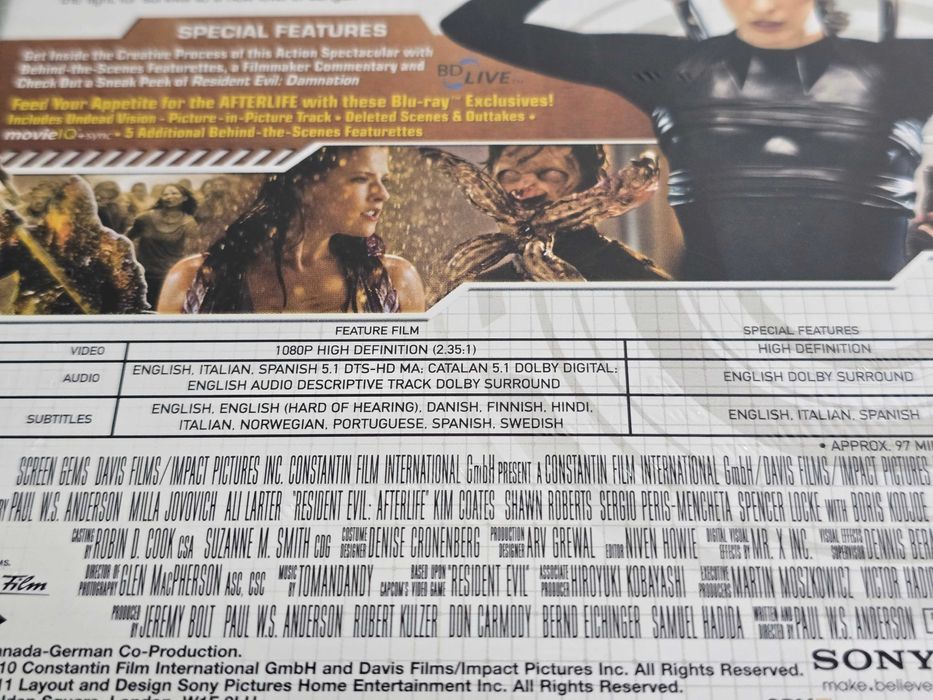 SPECIAL FEATURES
Get Inside the Creative Process of this Action Spectacular with
Behind-the-Scenes Featurettes, a Filmmaker Commentary and
Check Out a Sneak Peek of Resident Evil: Damnation
BD LIVE...
Feed Your Appetite for the AFTERLIFE with these Blu-ray™ Exclusives!
Includes Undead Vision - Picture-in-Picture Track • Deleted Scenes & Outtakes •
movieIQ+sync • 5 Additional Behind-the-Scenes Featurettes
FEATURE FILM SPECIAL FEATURES
VIDEO 1080P HIGH DEFINITION (2.35:1) HIGH DEFINITION
AUDIO ENGLISH, ITALIAN, SPANISH 5.1 DTS-HD MA; CATALAN 5.1 DOLBY DIGITAL;
ENGLISH AUDIO DESCRIPTIVE TRACK DOLBY SURROUND ENGLISH DOLBY SURROUND
SUBTITLES ENGLISH, ENGLISH (HARD OF HEARING), DANISH, FINNISH, HINDI,
ITALIAN, NORWEGIAN, PORTUGUESE, SPANISH, SWEDISH ENGLISH, ITALIAN, SPANISH
• APPROX. 97 MIN
SCREEN GEMS DAVIS FILMS/IMPACT PICTURES INC. CONSTANTIN FILM INTERNATIONAL GmbH PRESENT A CONSTANTIN FILM INTERNATIONAL GmbH/DAVIS FILMS/IMPACT PICTURES
BY PAUL W.S. ANDERSON MILLA JOVOVICH ALI LARTER "RESIDENT EVIL: AFTERLIFE" KIM COATES SHAWN ROBERTS SERGIO PERIS-MENCHETA SPENCER LOCKE WITH BORIS KODJOE
CASTING BY ROBIN D. COOK CSA SUZANNE M. SMITH CDG COSTUME DESIGNER DENISE CRONENBERG PRODUCTION DESIGNER ARV GREWAL EDITOR NIVEN HOWIE DIGITAL VISUAL EFFECTS BY MR. X INC. VISUAL EFFECTS SUPERVISION DENNIS BERA
DIRECTOR OF PHOTOGRAPHY GLEN MacPHERSON ASC, CSC MUSIC BY TOMANDANDY BASED UPON CAPCOM'S VIDEO GAME "RESIDENT EVIL" ASSOCIATE PRODUCER HIROYUKI KOBAYASHI EXECUTIVE PRODUCERS MARTIN MOSZKOWICZ VICTOR HADI
Film
PRODUCED BY JEREMY BOLT PAUL W.S. ANDERSON ROBERT KULZER DON CARMODY BERND EICHINGER SAMUEL HADIDA WRITTEN AND DIRECTED BY PAUL W.S. ANDERSON
anada-German Co-Production.
10 Constantin Film International GmbH and Davis Films/Impact Pictures Inc. All Rights Reserved.
11 Layout and Design Sony Pictures Home Entertainment Inc. All Rights Reserved.
SONY
make.believe